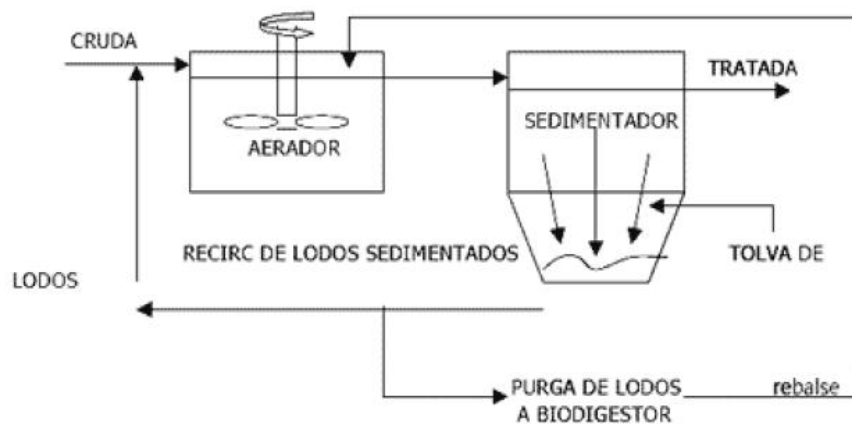 CRUDA
TRATADA
SEDIMENTADOR
AERADOR
RECIRC DE LODOS SEDIMENTADOS
TOLVA DE
LODOS
PURGA DE LODOS
A BIODIGESTOR
rebalse